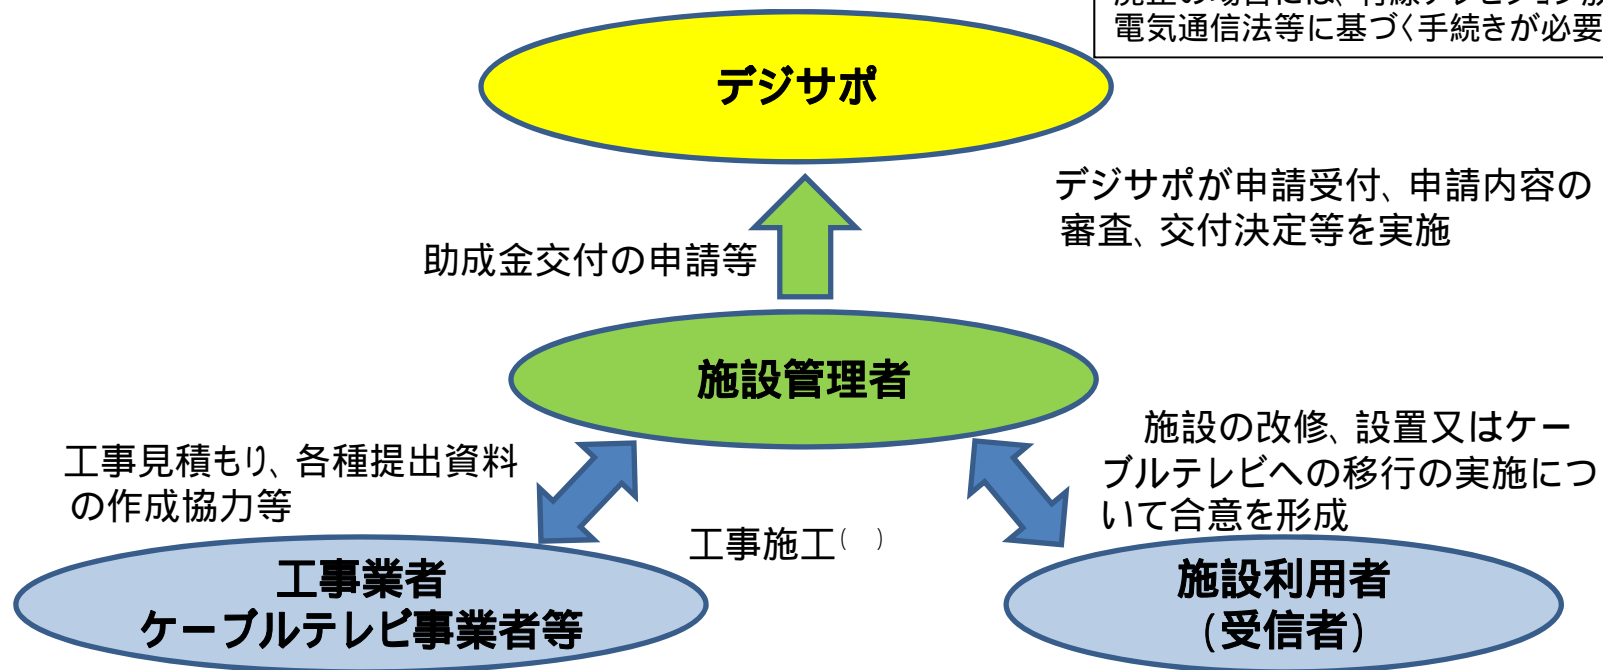 電気通信法等に基づく手続きが必要
デジサポ
デジサポが申請受付、申請内容の
審査、交付決定等を実施
助成金交付の申請等
施設管理者
工事見積もり、各種提出資料
の作成協力等
施設の改修、設置又はケー
ブルテレビへの移行の実施につ
いて合意を形成
工事施工( )
工事業者
ケーブルテレビ事業者等
施設利用者
(受信者)